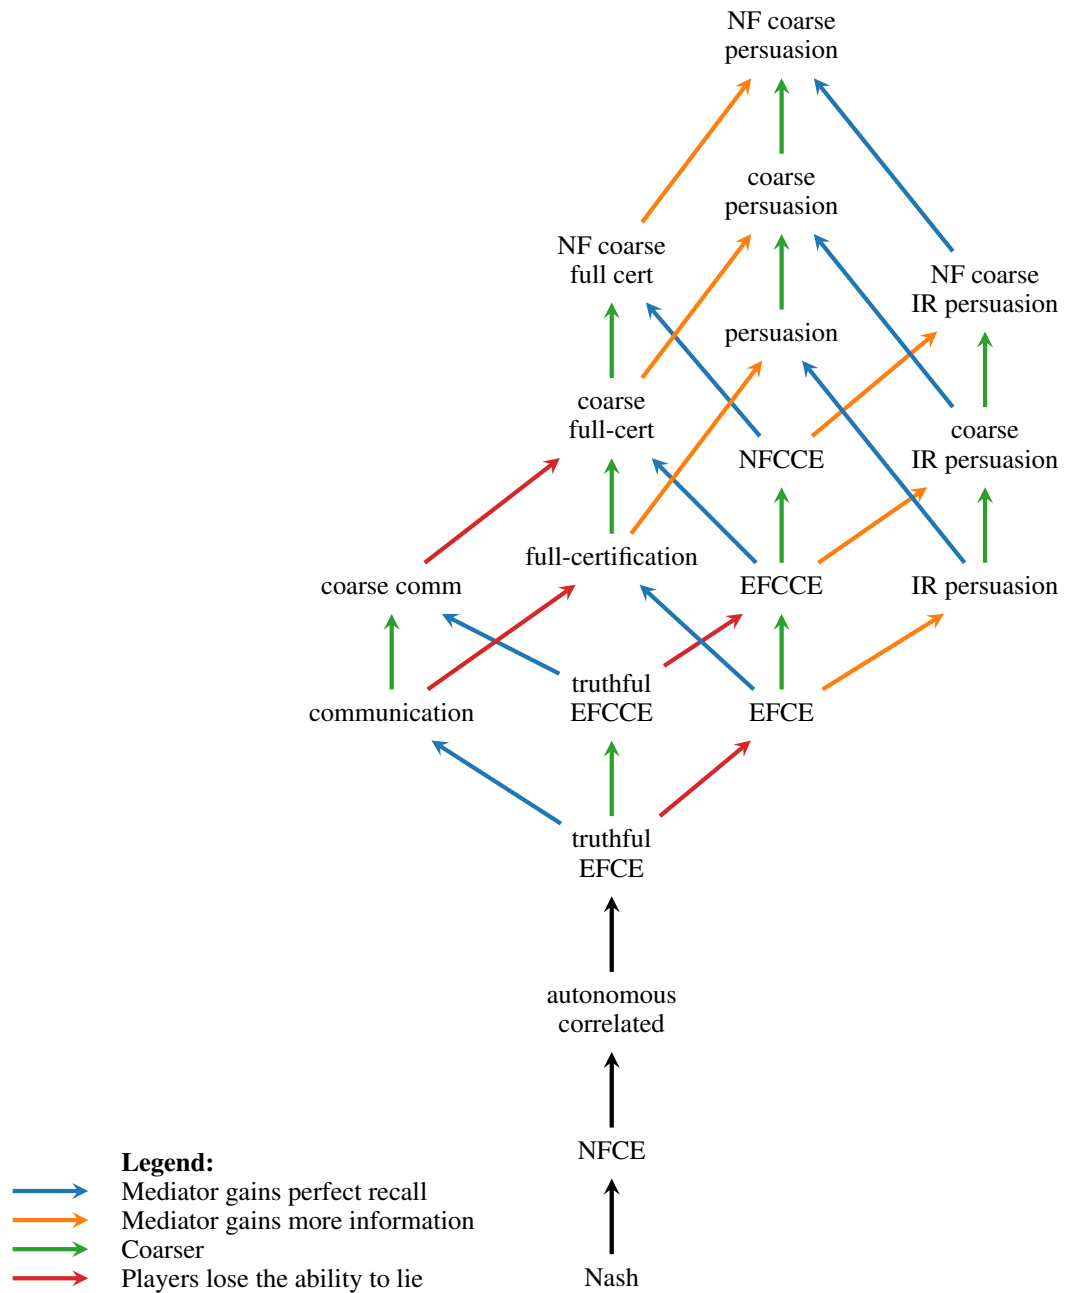 NF coarse
persuasion
coarse
persuasion
NF coarse
full cert
NF coarse
IR persuasion
persuasion
coarse
full-cert
coarse
IR persuasion
NFCCE
full-certification
coarse comm
EFCCE
IR persuasion
truthful
EFCCE
communication
EFCE
truthful
EFCE
autonomous
correlated
NFCE
Legend:
Mediator gains perfect recall
Mediator gains more information
Coarser
Players lose the ability to lie
Nash